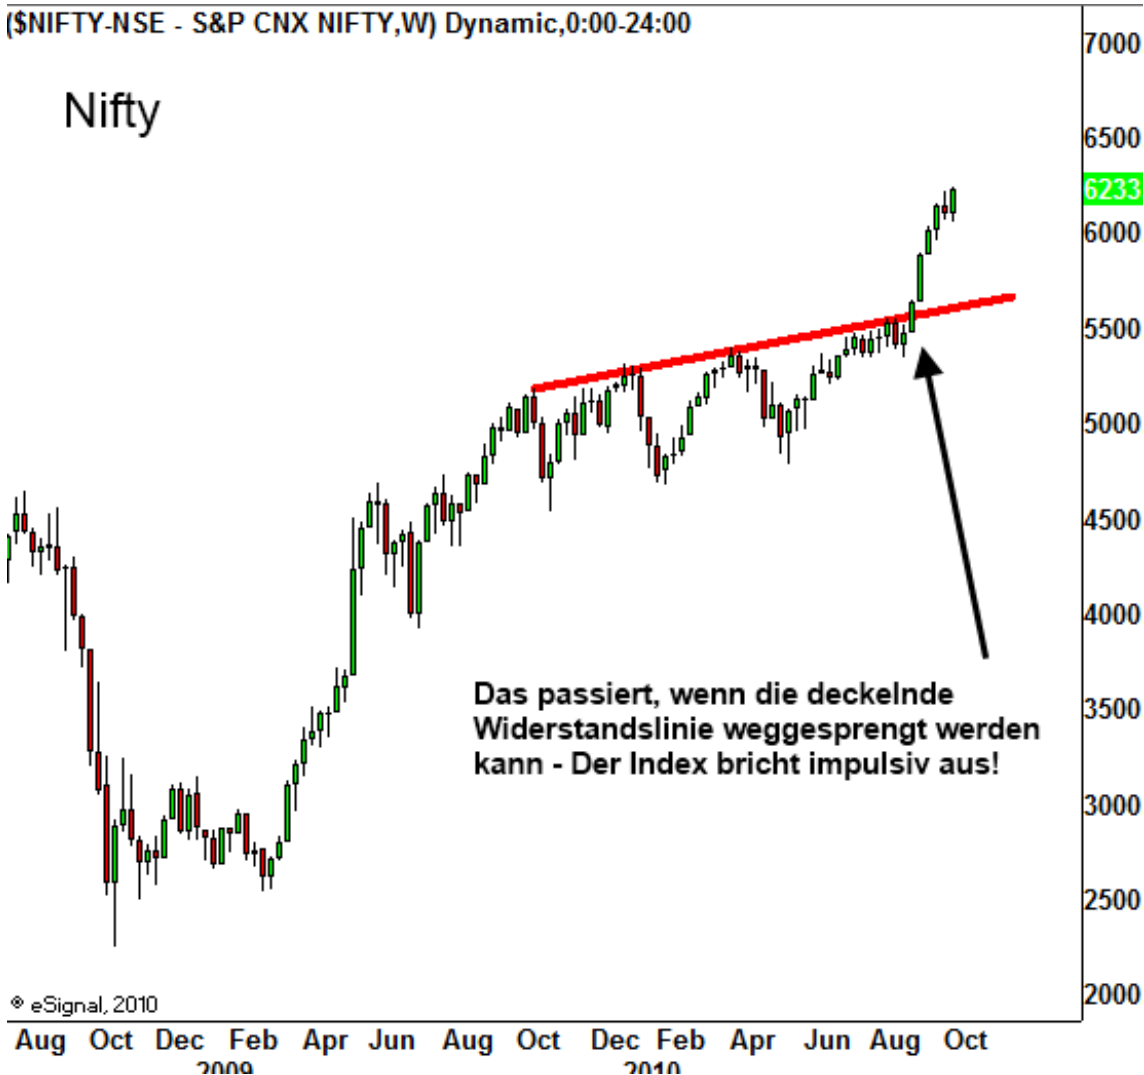 ($NIFTY-NSE - S&P CNX NIFTY,W) Dynamic,0:00-24:00
Nifty
7000
6500
6233
6000
5500
5000
4500
4000
3500
3000
2500
2000
Das passiert, wenn die deckelnde
Widerstandslinie weggesprengt werden
kann - Der Index bricht impulsiv aus!
® eSignal, 2010
Aug Oct Dec Feb Apr Jun Aug Oct Dec Feb Apr Jun Aug Oct
2009 2010